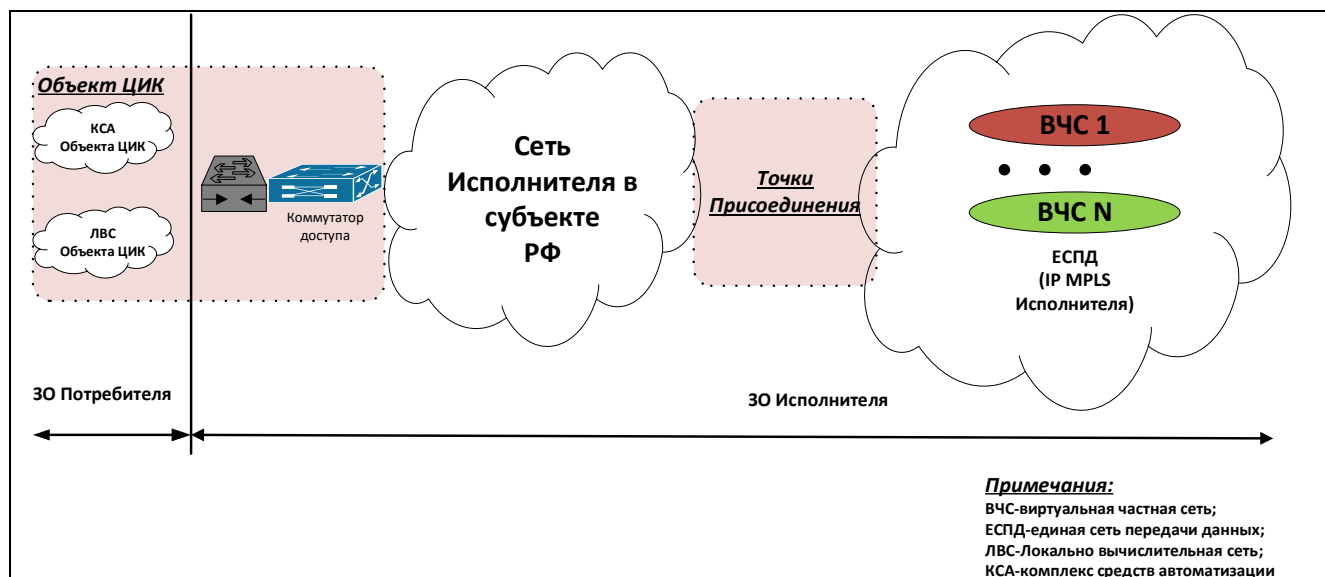 Объект ЦИК
КСА
Объекта ЦИК
ЛВС
Объекта ЦИК
Коммутатор
доступа
Сеть
Исполнителя в
субъекте
РФ
Точки
Присоединения
ВЧС 1
ВЧС N
ЕСПД
(IP MPLS
Исполнителя)
ЗО Потребителя
ЗО Исполнителя
Примечания:
ВЧС-виртуальная частная сеть;
ЕСПД-единая сеть передачи данных;
ЛВС-Локально вычислительная сеть;
КСА-комплекс средств автоматизации